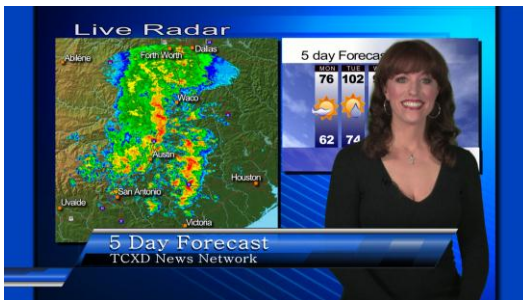 Live Radar
Abilene
Forth Worth
Dallas
Waco
Austin
Houston
San Antonio
Uvalde
Victoria
5 day Forecast
MON TUE W
76 102
62 74
5 Day Forecast
TCXD News Network